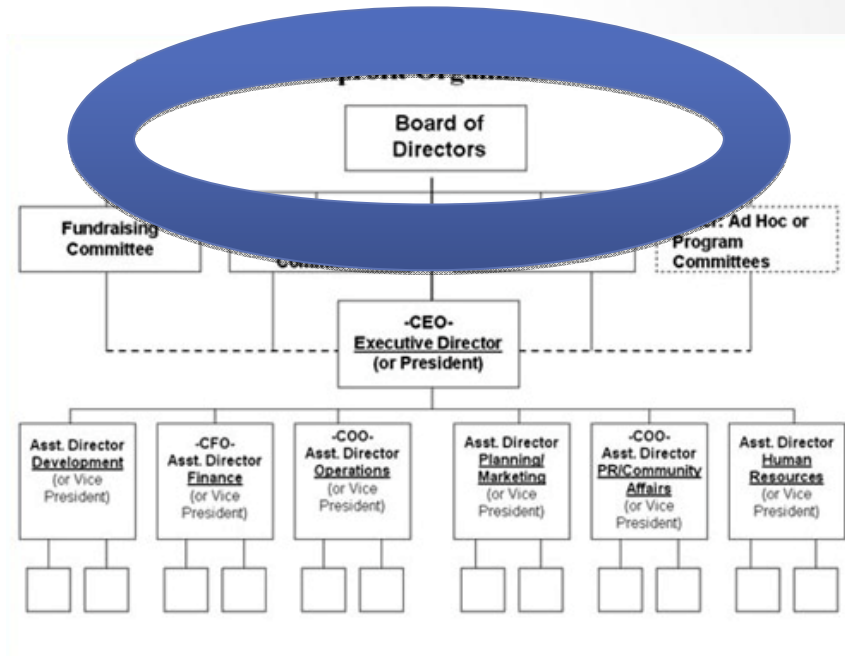 Board of
Directors
Fundraising
Committee
Ad Hoc or
Program
Committees
-CEO-
Executive Director
(or President)
Asst. Director
Development
(or Vice
President)
-CFO-
Asst. Director
Finance
(or Vice
President)
-COO-
Asst. Director
Operations
(or Vice
President)
Asst. Director
Planning/
Marketing
(or Vice
President)
-COO-
Asst. Director
PR/Community
Affairs
(or Vice
President)
Asst. Director
Human
Resources
(or Vice
President)